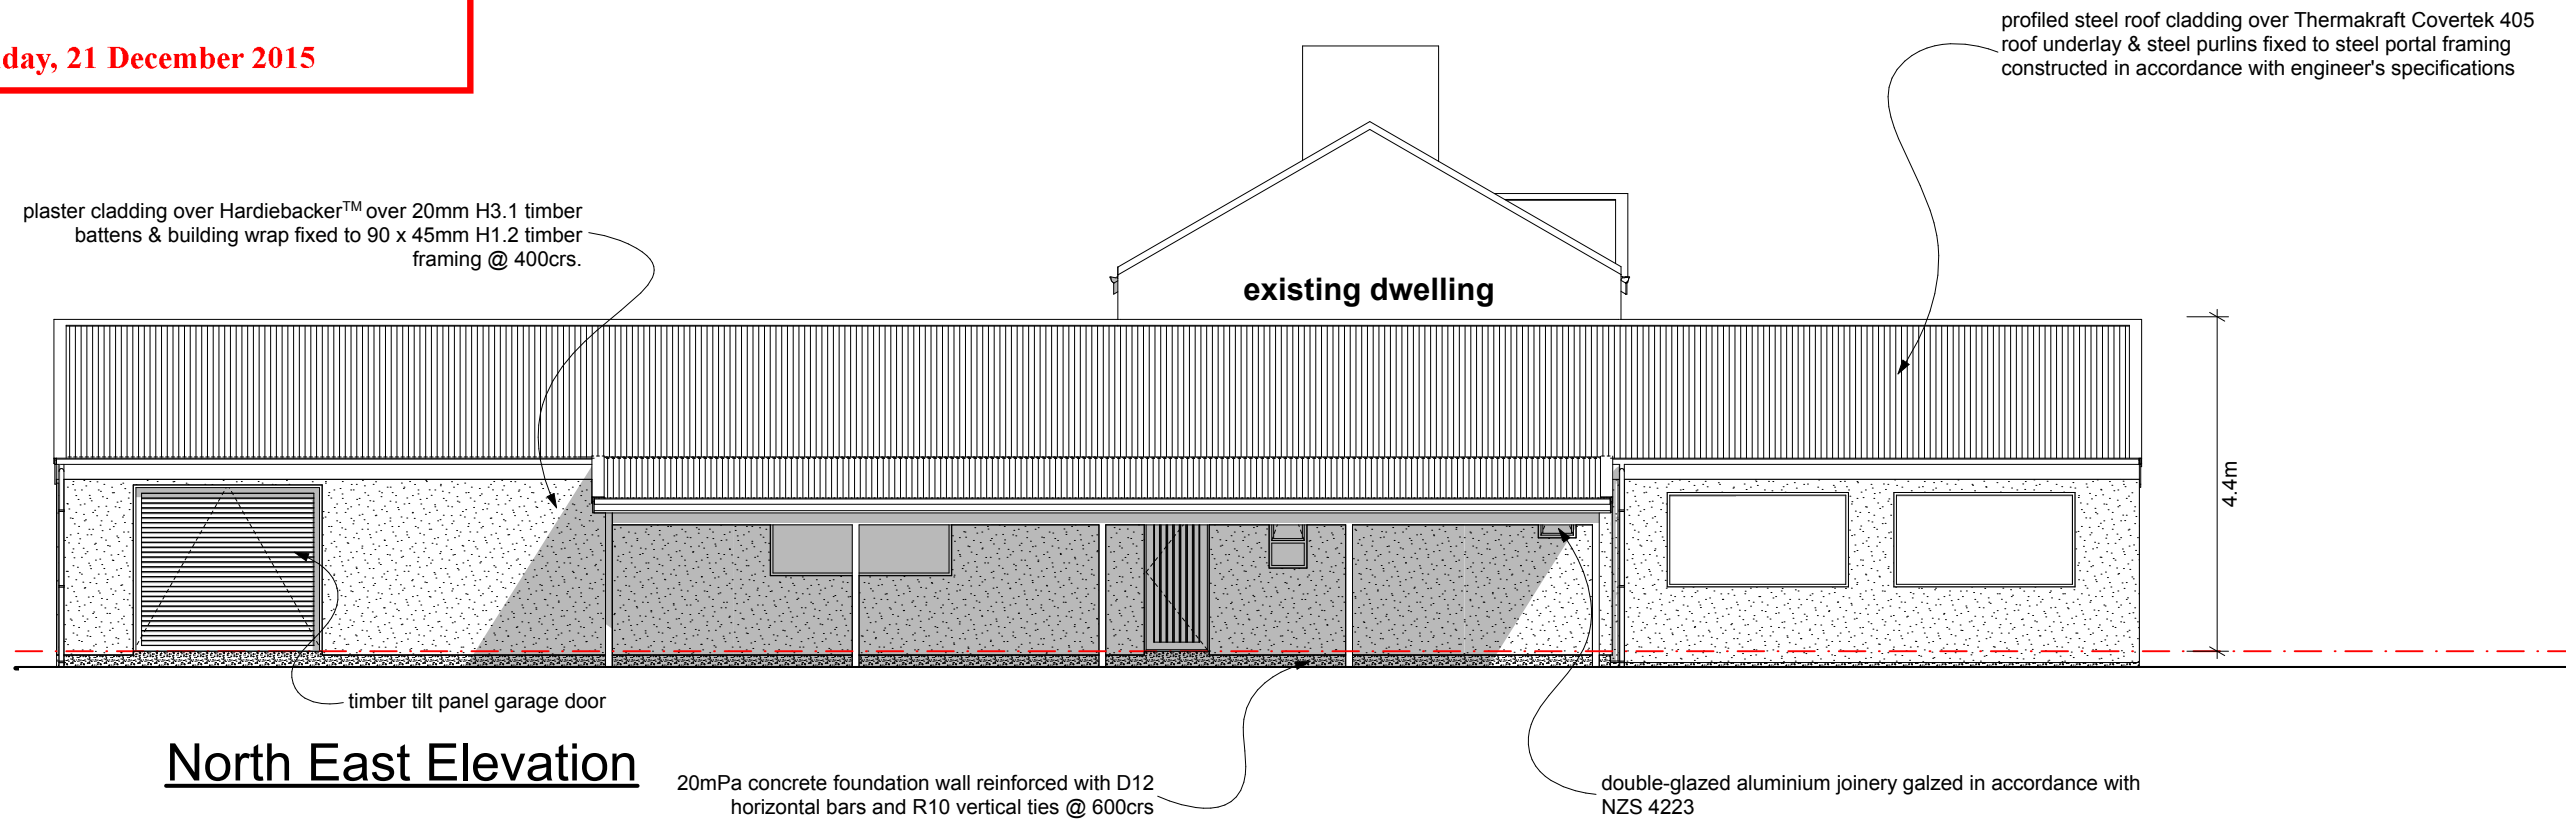 day, 21 December 2015
profiled steel roof cladding over Thermakraft Covertek 405
roof underlay & steel purlins fixed to steel portal framing
constructed in accordance with engineer's specifications
plaster cladding over Hardiebacker™ over 20mm H3.1 timber
battens & building wrap fixed to 90 x 45mm H1.2 timber
framing @ 400crs.
existing dwelling
4.4m
timber tilt panel garage door
North East Elevation
20mPa concrete foundation wall reinforced with D12
horizontal bars and R10 vertical ties @ 600crs
double-glazed aluminium joinery galzed in accordance with
NZS 4223